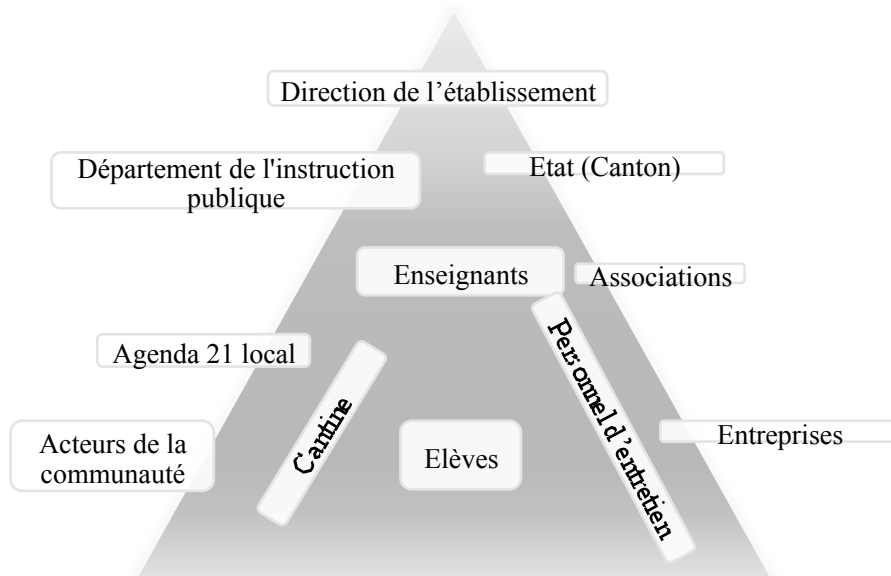 Direction de l’établissement
Département de l'instruction
publique
Etat (Canton)
Enseignants
Associations
Agenda 21 local
Cantine
Personnel d’entretien
Acteurs de la
communauté
Elèves
Entreprises